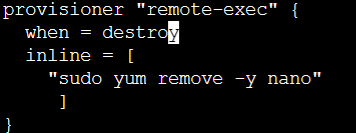 provisioner "remote-exec" {
  when = destroy
  inline = [
    "sudo yum remove -y nano"
     ]
}